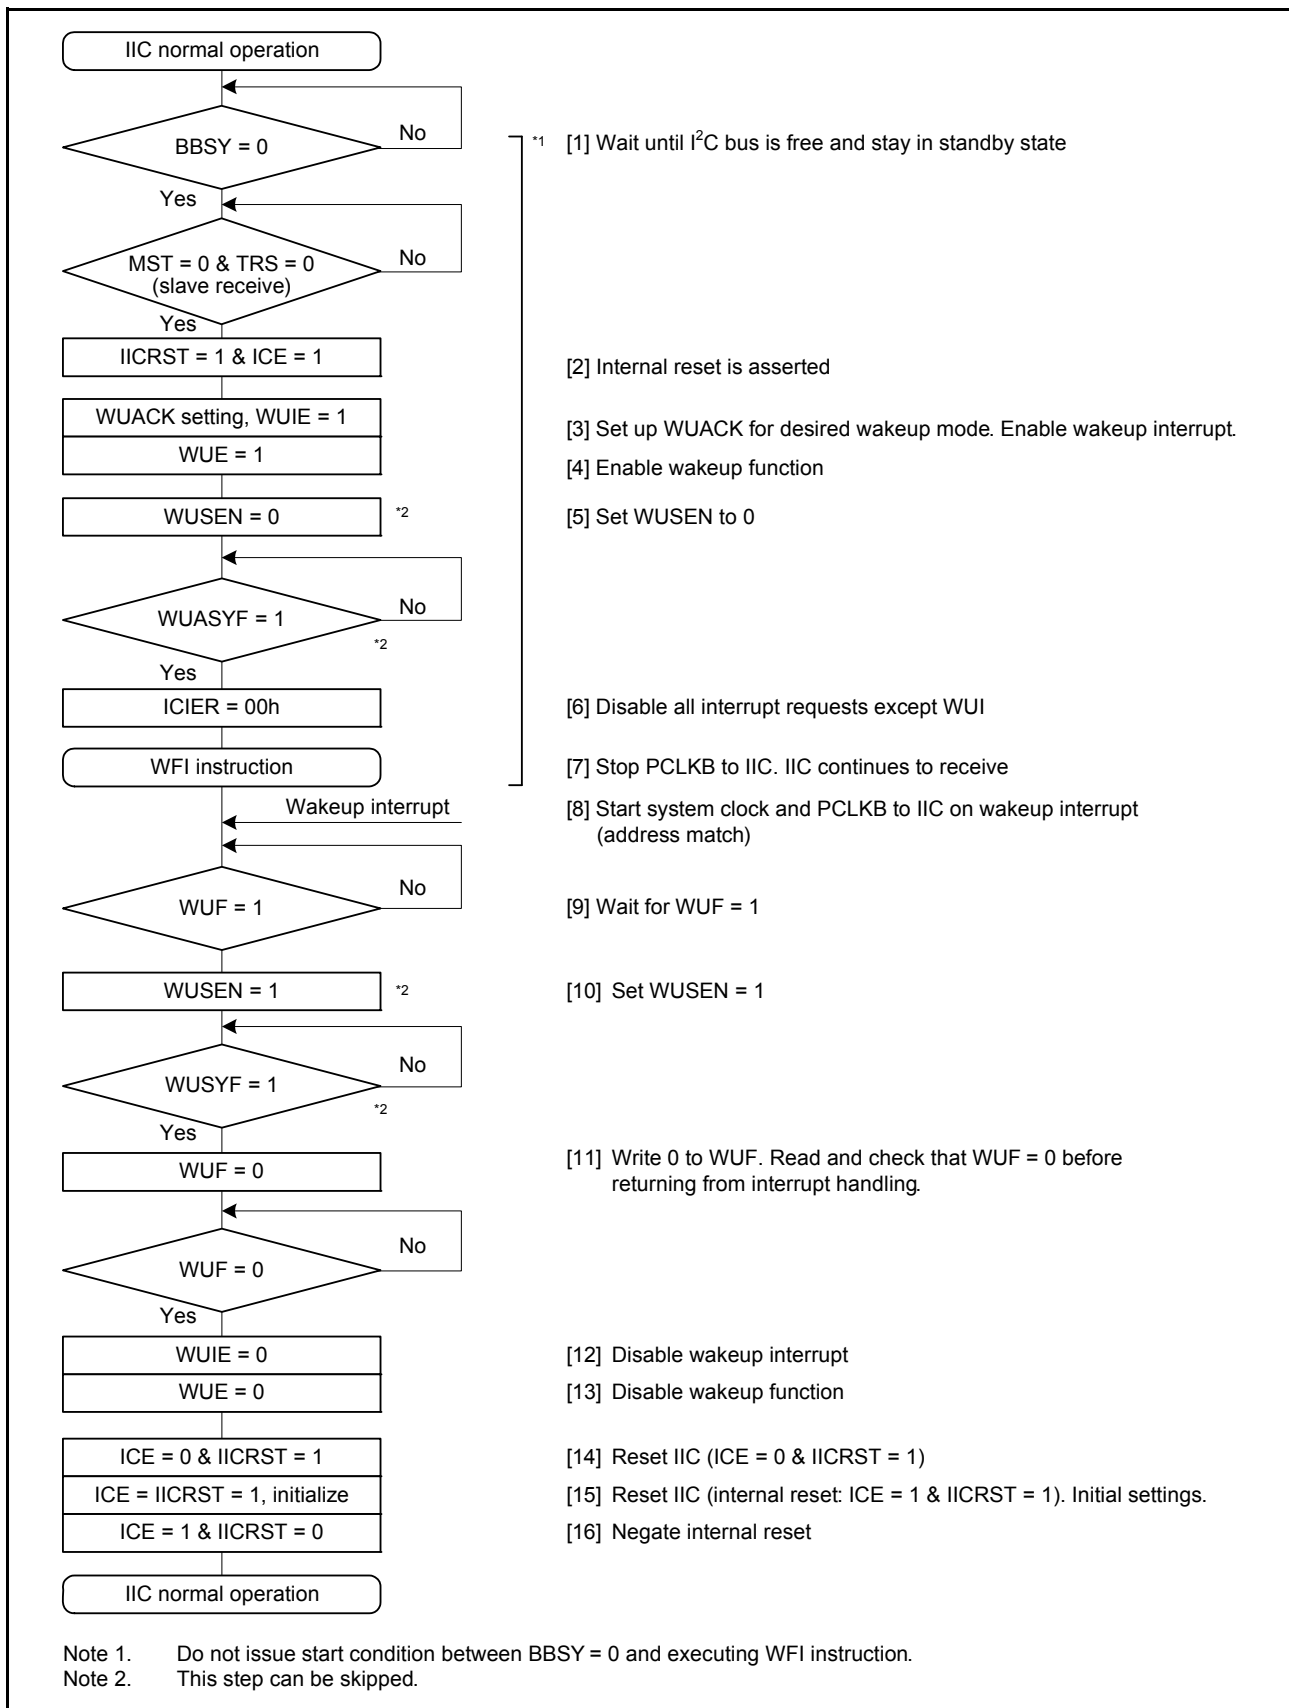 IIC normal operation
BBSY = 0
No
*1
[1] Wait until I²C bus is free and stay in standby state
Yes
MST = 0 & TRS = 0
(slave receive)
No
Yes
IICRST = 1 & ICE = 1
[2] Internal reset is asserted
WUACK setting, WUIE = 1
[3] Set up WUACK for desired wakeup mode. Enable wakeup interrupt.
WUE = 1
[4] Enable wakeup function
WUSEN = 0
*2
[5] Set WUSEN to 0
WUASYF = 1
No
*2
Yes
ICIER = 00h
[6] Disable all interrupt requests except WUI
WFI instruction
[7] Stop PCLKB to IIC. IIC continues to receive
Wakeup interrupt
[8] Start system clock and PCLKB to IIC on wakeup interrupt
(address match)
WUF = 1
No
[9] Wait for WUF = 1
WUSEN = 1
*2
[10] Set WUSEN = 1
WUSYF = 1
No
*2
Yes
WUF = 0
[11] Write 0 to WUF. Read and check that WUF = 0 before
returning from interrupt handling.
WUF = 0
No
Yes
WUIE = 0
[12] Disable wakeup interrupt
WUE = 0
[13] Disable wakeup function
ICE = 0 & IICRST = 1
[14] Reset IIC (ICE = 0 & IICRST = 1)
ICE = IICRST = 1, initialize
[15] Reset IIC (internal reset: ICE = 1 & IICRST = 1). Initial settings.
ICE = 1 & IICRST = 0
[16] Negate internal reset
IIC normal operation
Note 1. Do not issue start condition between BBSY = 0 and executing WFI instruction.
Note 2. This step can be skipped.